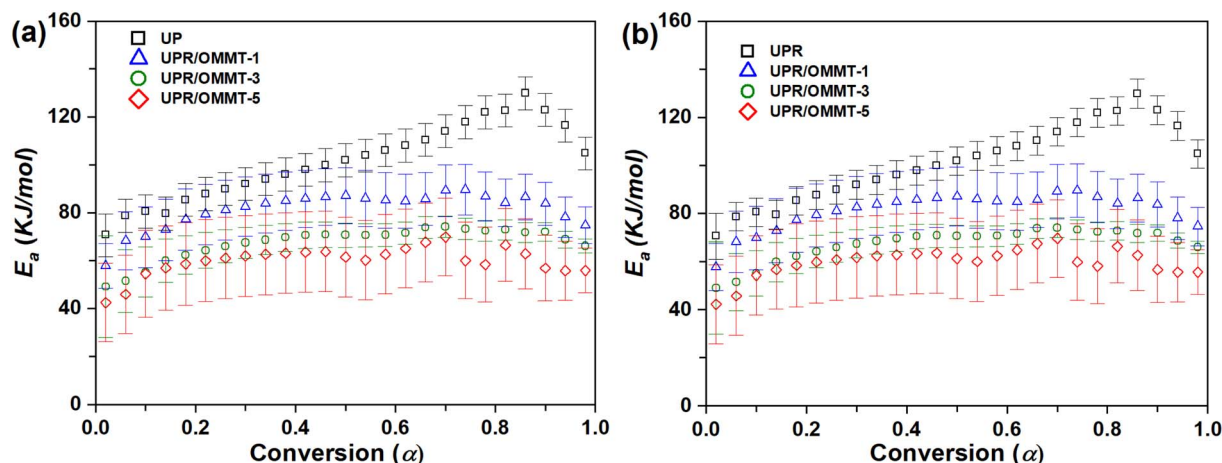 (a)
160
120
80
40
0
UP
UPR/OMMT-1
UPR/OMMT-3
UPR/OMMT-5
Ea (KJ/mol)
0.0 0.2 0.4 0.6 0.8 1.0
Conversion (α)
(b)
160
120
80
40
0
UPR
UPR/OMMT-1
UPR/OMMT-3
UPR/OMMT-5
Ea (KJ/mol)
0.0 0.2 0.4 0.6 0.8 1.0
Conversion (α)